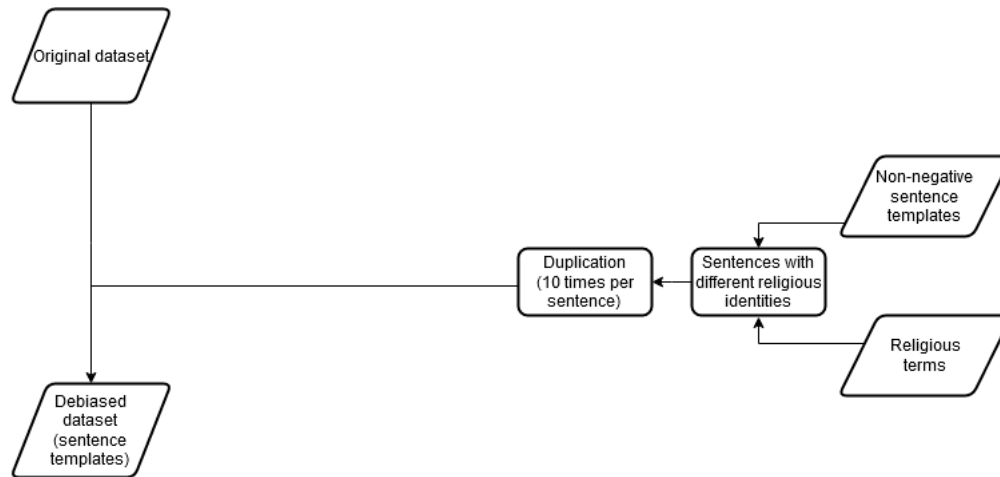 Original dataset
Non-negative
sentence
templates
Duplication
(10 times per
sentence)
Sentences with
different religious
identities
Religious
terms
Debiased
dataset
(sentence
templates)